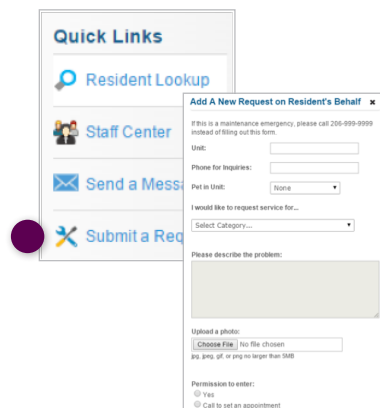 Quick Links
Resident Lookup
Staff Center
Send a Messa
Submit a Req
Add A New Request on Resident's Behalf ×
If this is a maintenance emergency, please call 206-999-9999
instead of filling out this form.
Unit:
Phone for Inquiries:
Pet in Unit: None
I would like to request service for...
Select Category...
Please describe the problem:
Upload a photo:
Choose File No file chosen
jpg, jpeg, gif, or png no larger than 5MB
Permission to enter:
Yes
Call to set an appointment